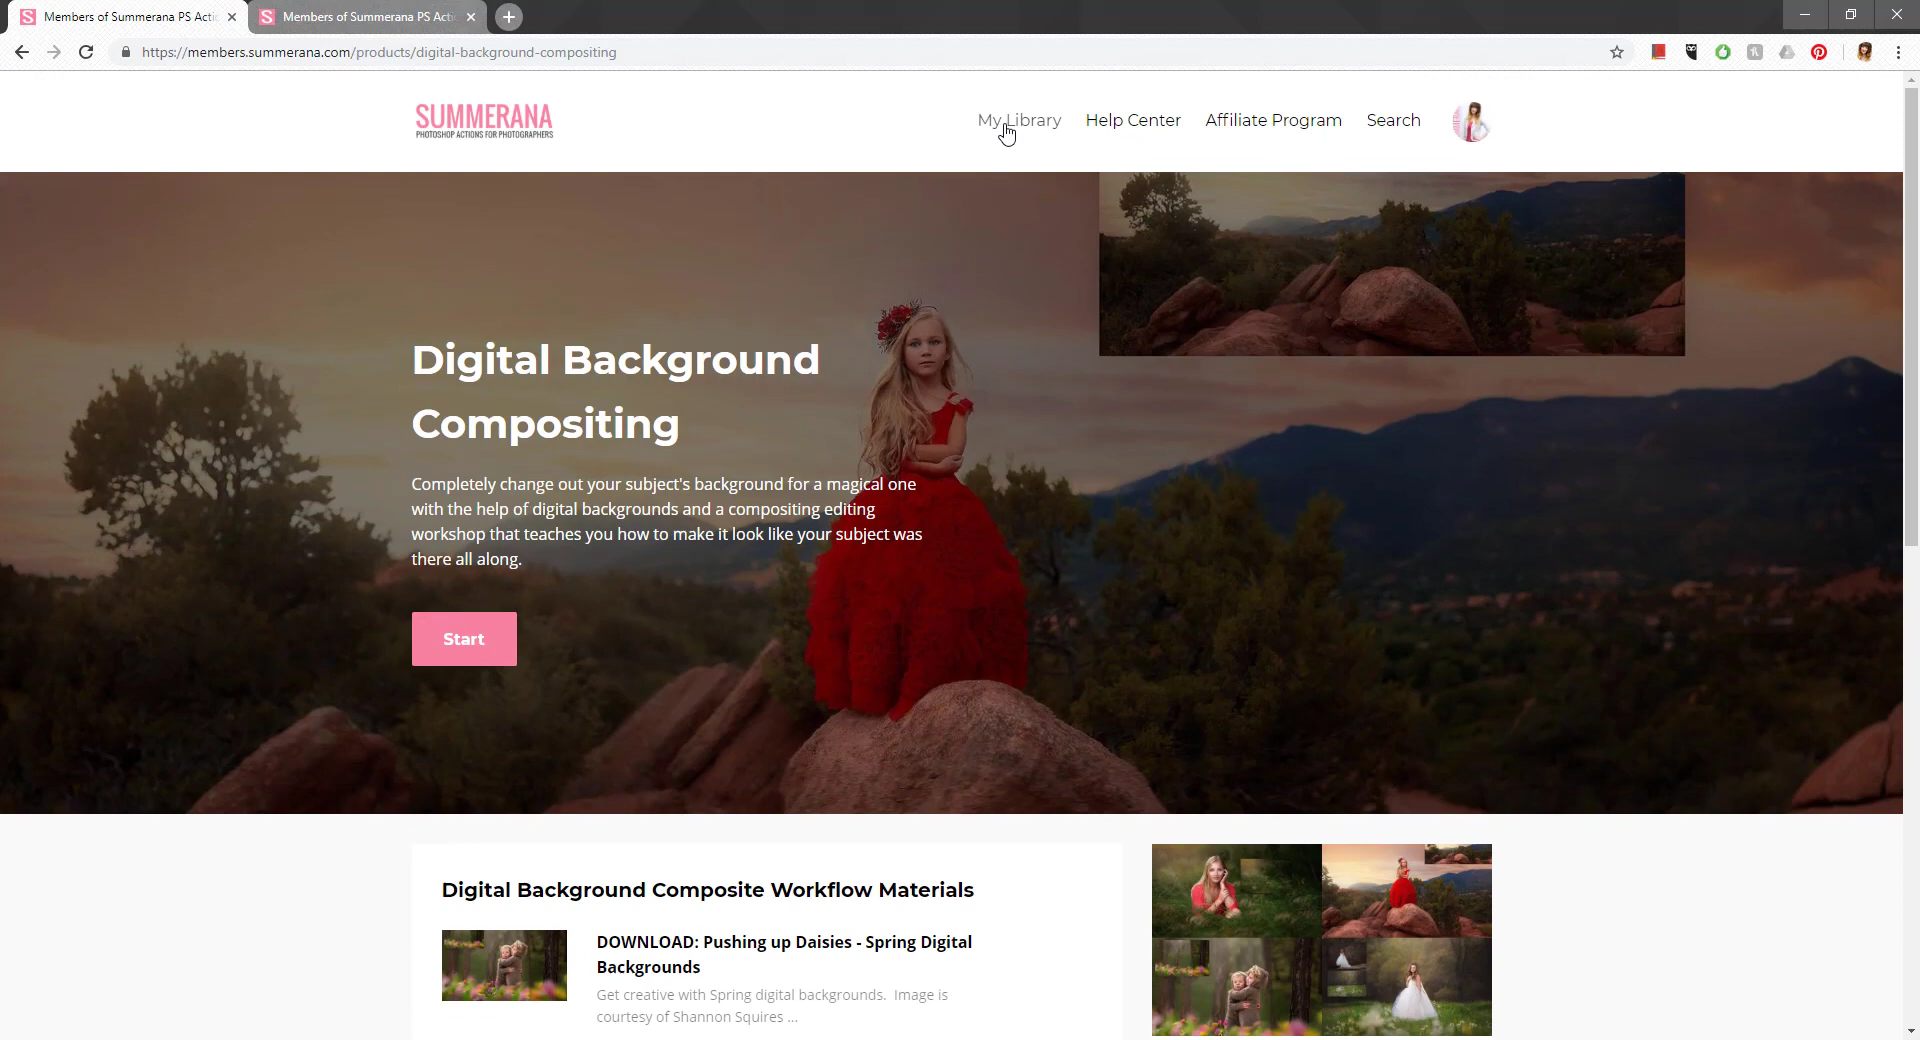 Members of Summerana PS Acti
Members of Summerana PS Acti
https://members.summerana.com/products/digital-background-compositing
SUMMERANA
PHOTOSHOP ACTIONS FOR PHOTOGRAPHERS
My Library
Help Center
Affiliate Program
Search
Digital Background
Compositing
Completely change out your subject's background for a magical one
with the help of digital backgrounds and a compositing editing
workshop that teaches you how to make it look like your subject was
there all along.
Start
Digital Background Composite Workflow Materials
DOWNLOAD: Pushing up Daisies - Spring Digital
Backgrounds
Get creative with Spring digital backgrounds. Image is
courtesy of Shannon Squires ...